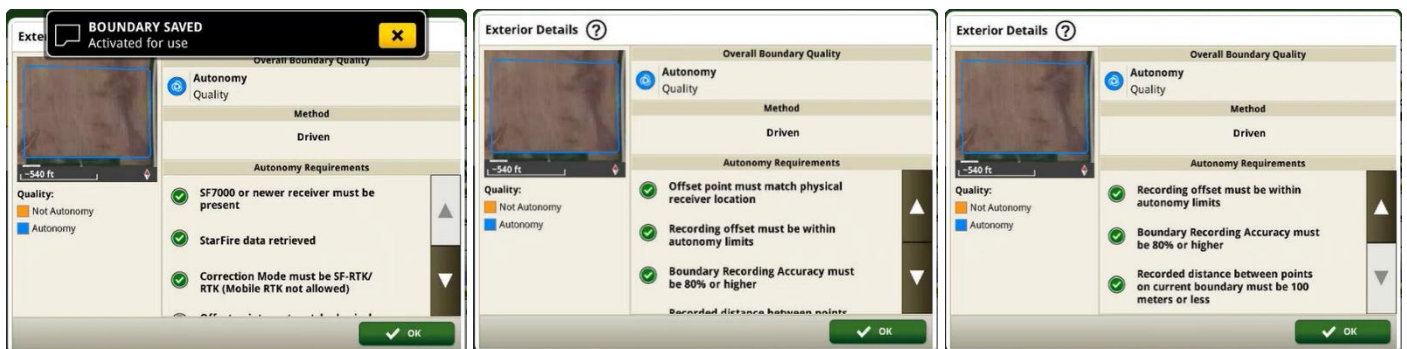 BOUNDARY SAVED
Activated for use
Exte
Overall Boundary Quality
Autonomy
Quality
Method
Driven
Autonomy Requirements
~540 ft
Quality:
Not Autonomy
Autonomy
SF7000 or newer receiver must be
present
StarFire data retrieved
Correction Mode must be SF-RTK/
RTK (Mobile RTK not allowed)
OK
Exterior Details ?
Overall Boundary Quality
Autonomy
Quality
Method
Driven
Autonomy Requirements
~540 ft
Quality:
Not Autonomy
Autonomy
Offset point must match physical
receiver location
Recording offset must be within
autonomy limits
Boundary Recording Accuracy must
be 80% or higher
Recorded distance between points
OK
Exterior Details ?
Overall Boundary Quality
Autonomy
Quality
Method
Driven
Autonomy Requirements
~540 ft
Quality:
Not Autonomy
Autonomy
Recording offset must be within
autonomy limits
Boundary Recording Accuracy must
be 80% or higher
Recorded distance between points
on current boundary must be 100
meters or less
OK